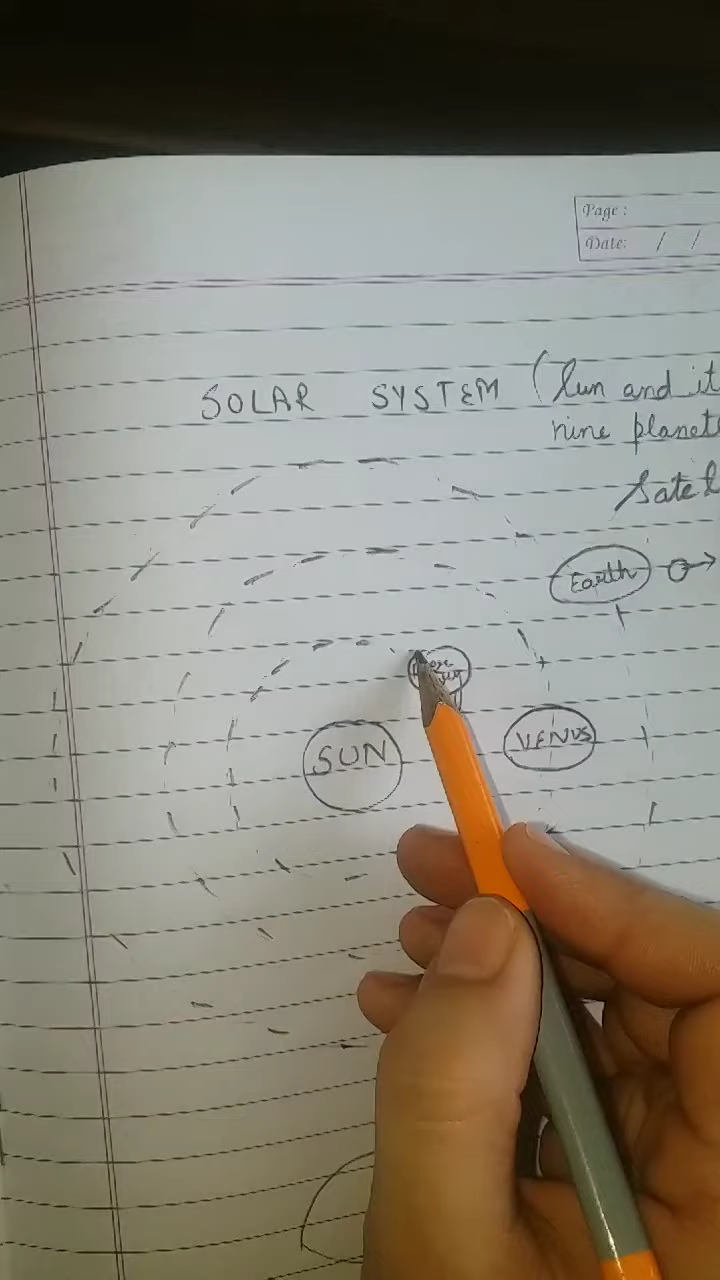 Page :
Date: / /
SOLAR SYSTEM (Sun and it
nine planet
Satel
Earth
SUN
VENUS